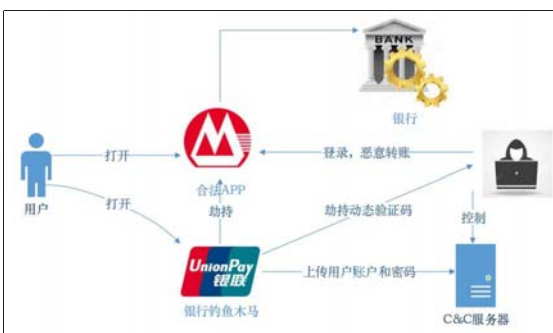 BANK
银行
打开
登录，恶意转账
合法APP
用户
打开
劫持
劫持动态验证码
控制
UnionPay
银联
上传用户账户和密码
银行钓鱼木马
C&C服务器